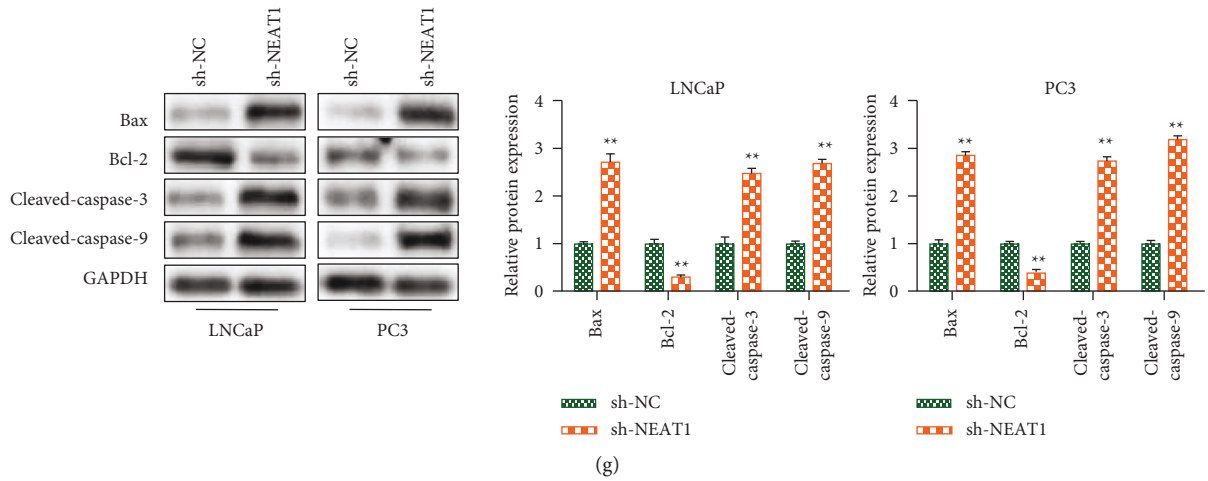 sh-NC
sh-NEAT1
sh-NC
sh-NEAT1
Bax
Bcl-2
Cleaved-caspase-3
Cleaved-caspase-9
GAPDH
LNCaP
PC3
LNCaP
Relative protein expression
4
3
2
1
0
**
**
**
**
Bax
Bcl-2
Cleaved-
caspase-3
Cleaved-
caspase-9
sh-NC
sh-NEAT1
PC3
Relative protein expression
4
3
2
1
0
**
**
**
**
Bax
Bcl-2
Cleaved-
caspase-3
Cleaved-
caspase-9
sh-NC
sh-NEAT1
(g)